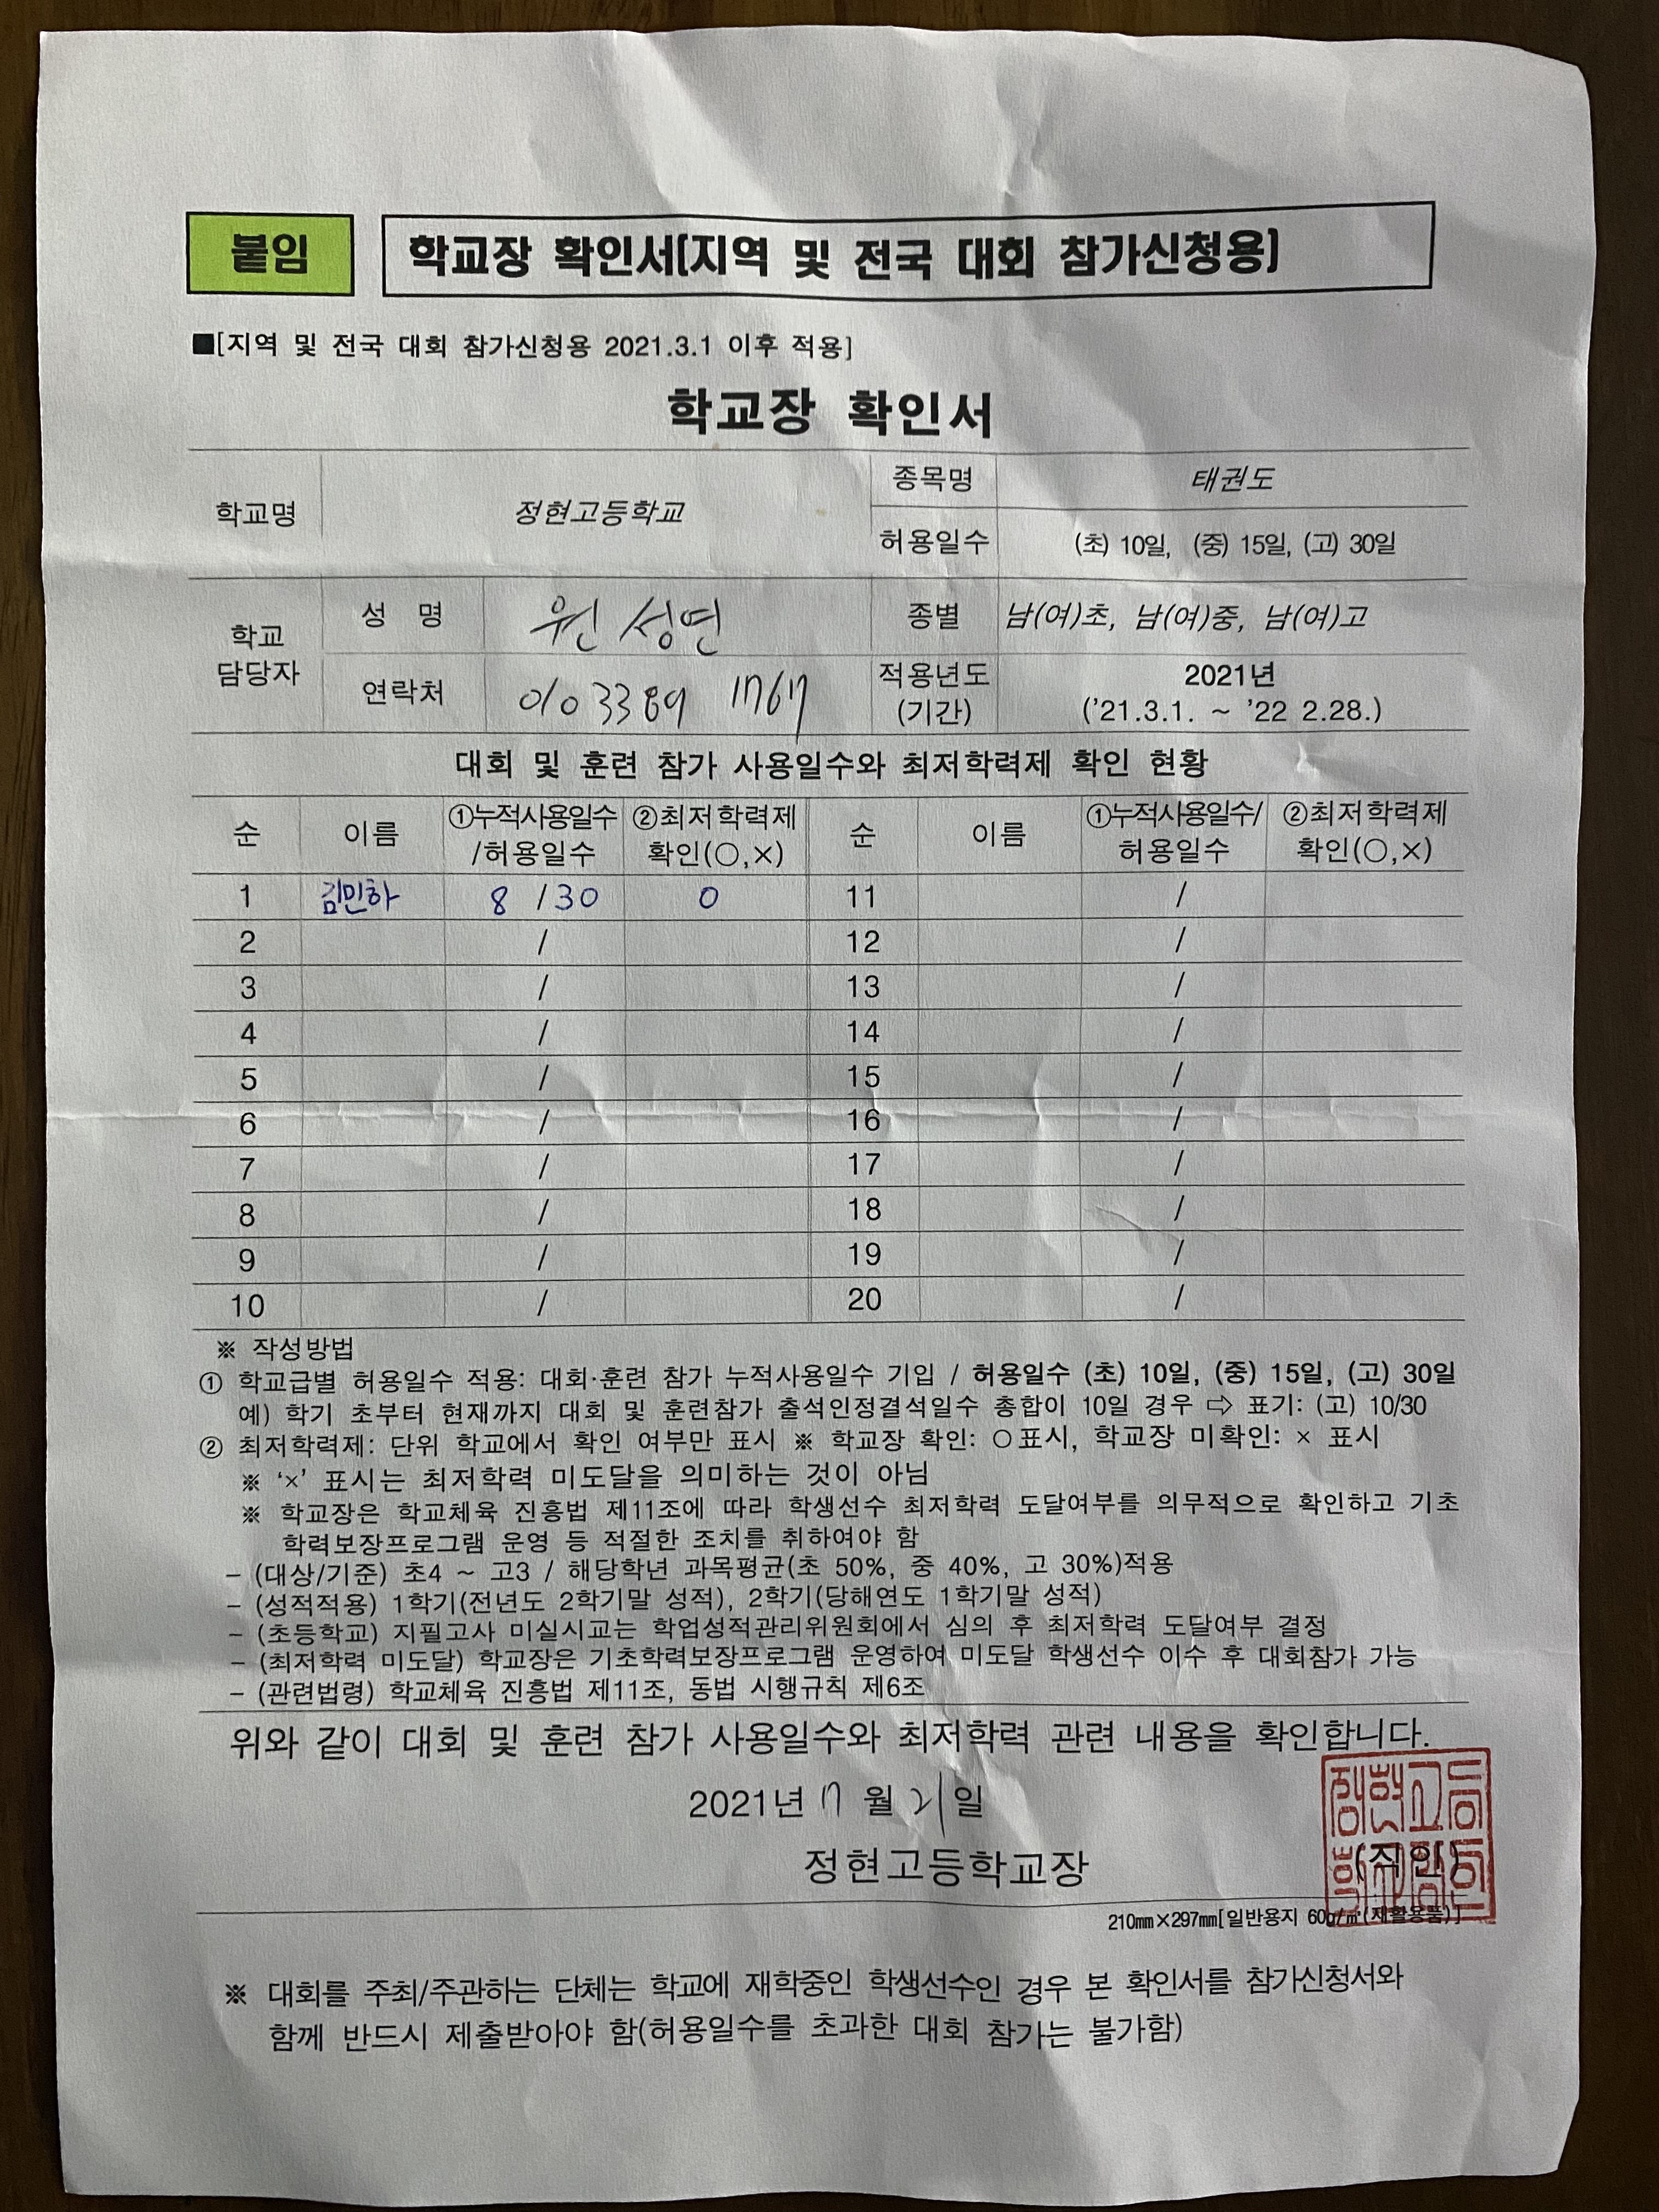 붙임
학교장 확인서[지역 및 전국 대회 참가신청용]
■[지역 및 전국 대회 참가신청용 2021.3.1 이후 적용]
학교장 확인서
학교명 정현고등학교 종목명 태권도
허용일수 (초) 10일, (중) 15일, (고) 30일
학교 담당자 성 명 원성연 종별 남(여)초, 남(여)중, 남(여)고
연락처 010 3389 1767 적용년도 (기간) 2021년 ('21.3.1. ~ '22 2.28.)
대회 및 훈련 참가 사용일수와 최저학력제 확인 현황
순 이름 ①누적사용일수 /허용일수 ②최저학력제 확인(○,×) 순 이름 ①누적사용일수/ 허용일수 ②최저학력제 확인(○,×)
1 김민하 8 / 30 O 11 /
2 / 12 /
3 / 13 /
4 / 14 /
5 / 15 /
6 / 16 /
7 / 17 /
8 / 18 /
9 / 19 /
10 / 20 /
※ 작성방법
① 학교급별 허용일수 적용: 대회·훈련 참가 누적사용일수 기입 / 허용일수 (초) 10일, (중) 15일, (고) 30일
예) 학기 초부터 현재까지 대회 및 훈련참가 출석인정결석일수 총합이 10일 경우 ⇨ 표기: (고) 10/30
② 최저학력제: 단위 학교에서 확인 여부만 표시 ※ 학교장 확인: ○표시, 학교장 미확인: × 표시
※ '×' 표시는 최저학력 미도달을 의미하는 것이 아님
※ 학교장은 학교체육 진흥법 제11조에 따라 학생선수 최저학력 도달여부를 의무적으로 확인하고 기초
학력보장프로그램 운영 등 적절한 조치를 취하여야 함
- (대상/기준) 초4 ~ 고3 / 해당학년 과목평균(초 50%, 중 40%, 고 30%)적용
- (성적적용) 1학기(전년도 2학기말 성적), 2학기(당해연도 1학기말 성적)
- (초등학교) 지필고사 미실시교는 학업성적관리위원회에서 심의 후 최저학력 도달여부 결정
- (최저학력 미도달) 학교장은 기초학력보장프로그램 운영하여 미도달 학생선수 이수 후 대회참가 가능
- (관련법령) 학교체육 진흥법 제11조, 동법 시행규칙 제6조
위와 같이 대회 및 훈련 참가 사용일수와 최저학력 관련 내용을 확인합니다.
2021년 7 월 21일
정현고등학교장 (직인)
정현고등학교장인
210㎜×297㎜[일반용지 60g/㎡(재활용품)]
※ 대회를 주최/주관하는 단체는 학교에 재학중인 학생선수인 경우 본 확인서를 참가신청서와
함께 반드시 제출받아야 함(허용일수를 초과한 대회 참가는 불가함)